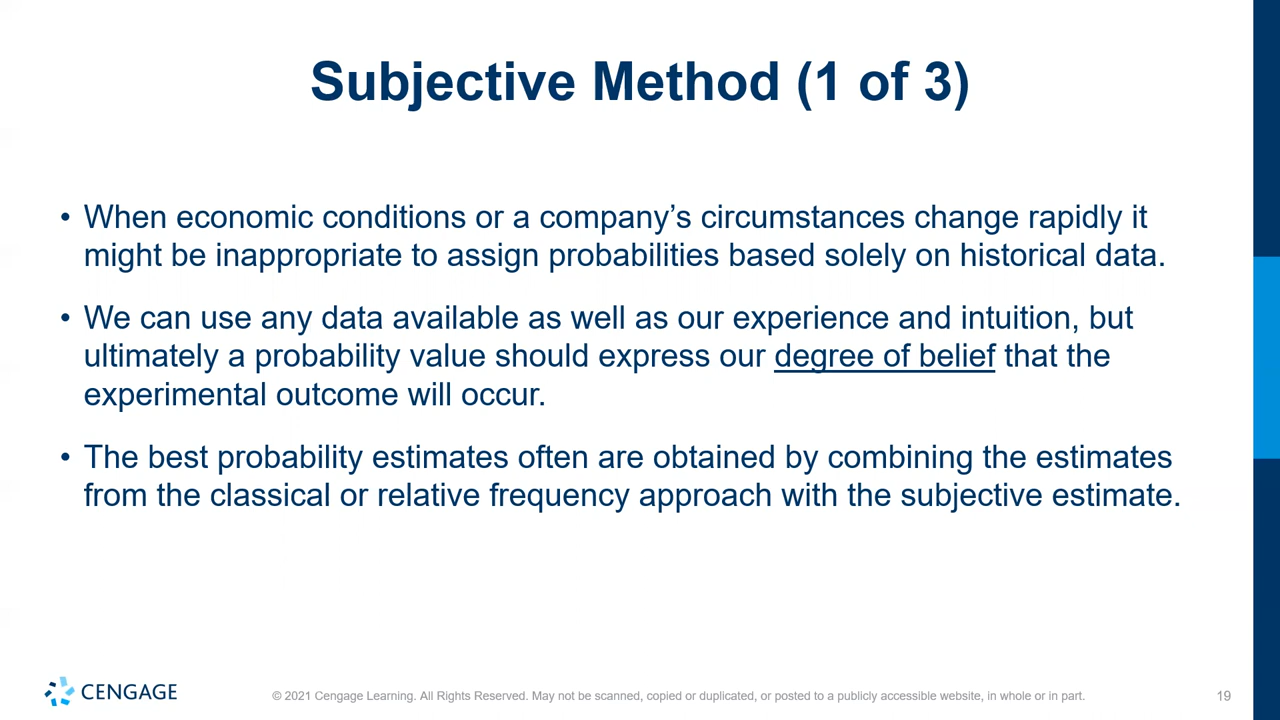 Subjective Method (1 of 3)
• When economic conditions or a company’s circumstances change rapidly it
might be inappropriate to assign probabilities based solely on historical data.
• We can use any data available as well as our experience and intuition, but
ultimately a probability value should express our degree of belief that the
experimental outcome will occur.
• The best probability estimates often are obtained by combining the estimates
from the classical or relative frequency approach with the subjective estimate.
CENGAGE
© 2021 Cengage Learning. All Rights Reserved. May not be scanned, copied or duplicated, or posted to a publicly accessible website, in whole or in part.
19